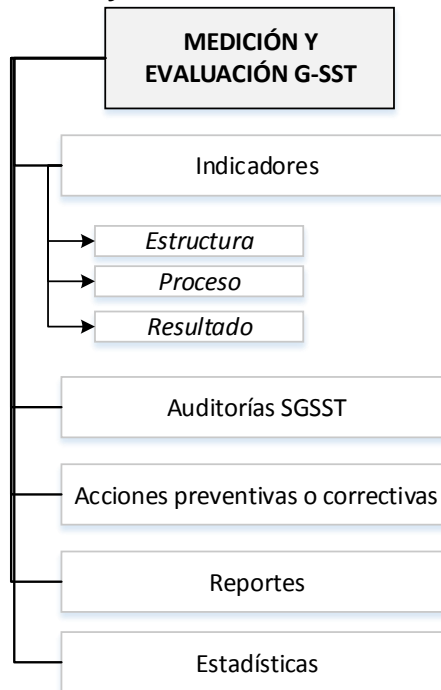 MEDICIÓN Y
EVALUACIÓN G-SST
Indicadores
Estructura
Proceso
Resultado
Auditorías SGSST
Acciones preventivas o correctivas
Reportes
Estadísticas